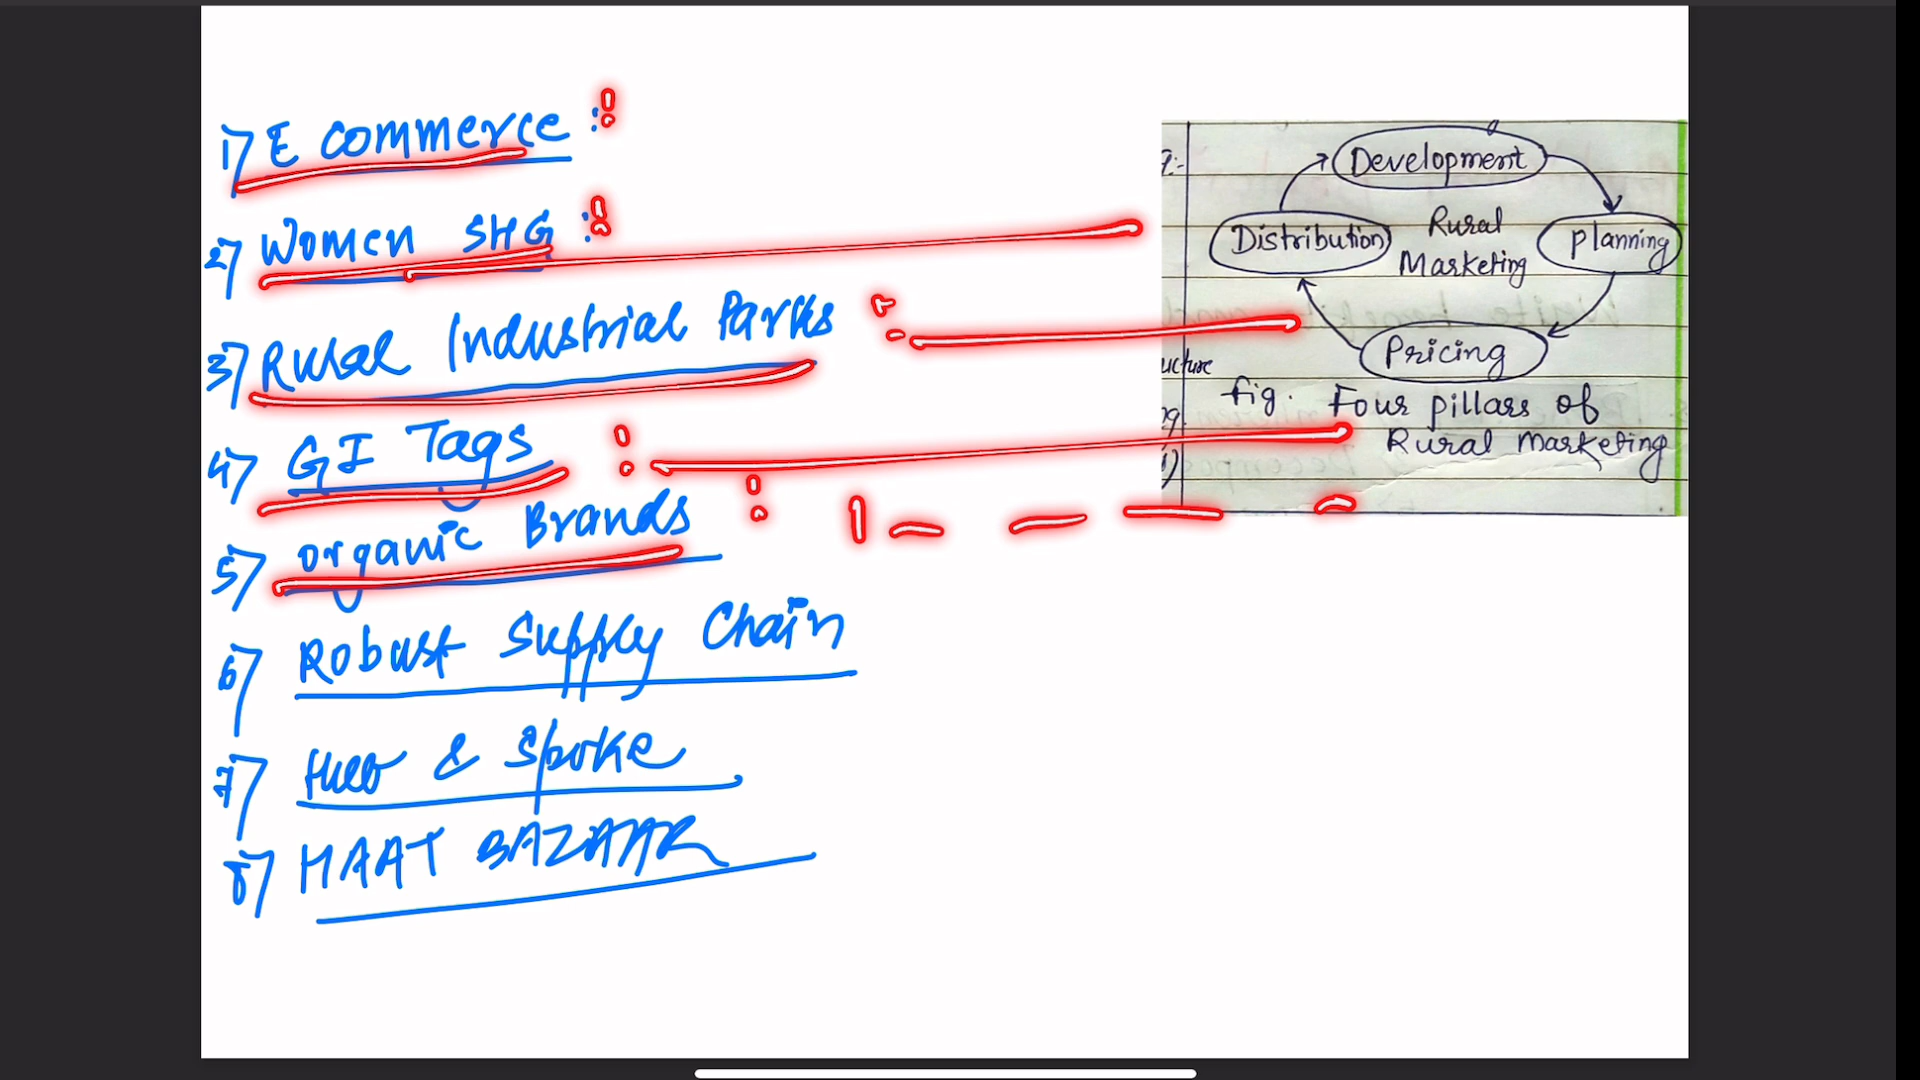 1) E commerce :
2) Women SHG :
3) Rural Industrial Parks :
4) GI Tags :
5) organic Brands :
6) Robust Supply Chain
7) Hub & Spoke
8) HAAT BAZAAR
Development
Distribution
Rural
Marketing
planning
Pricing
ucture
fig. Four pillars of
Rural marketing